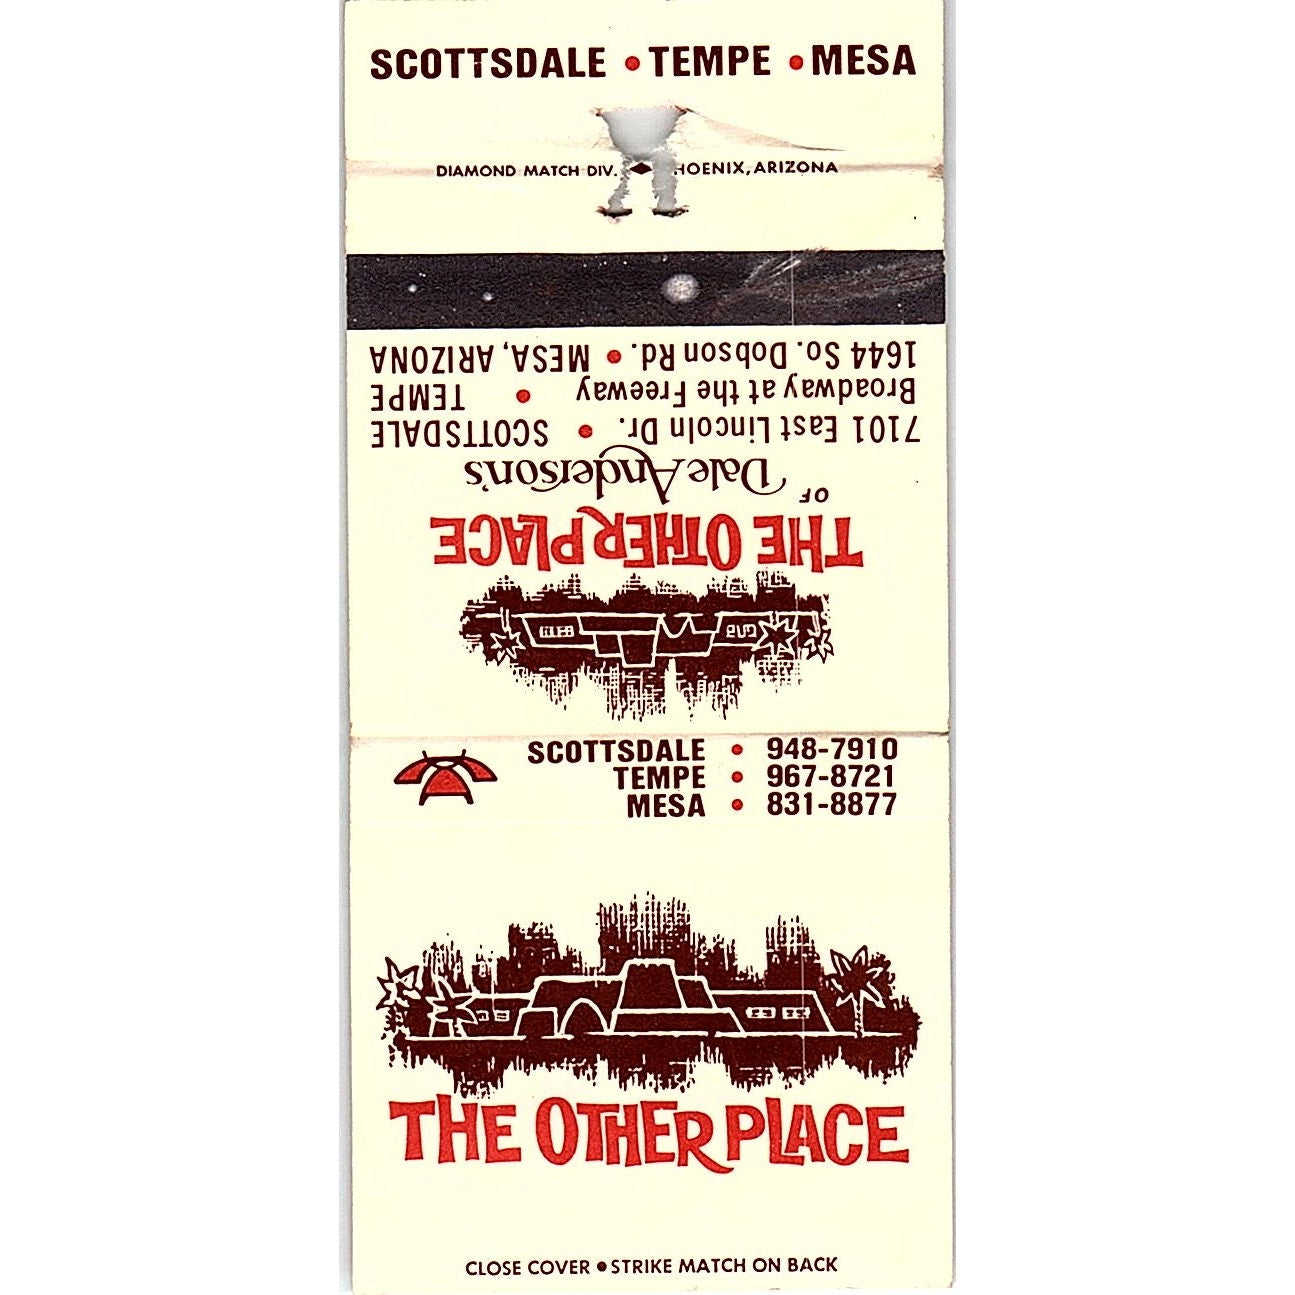 SCOTTSDALE • TEMPE • MESA
DIAMOND MATCH DIV. ◆ HOENIX, ARIZONA
THE OTHER PLACE
OF Dale Anderson's
7101 East Lincoln Dr. • SCOTTSDALE
Broadway at the Freeway • TEMPE
1644 So. Dobson Rd. • MESA, ARIZONA
SCOTTSDALE • 948-7910
TEMPE • 967-8721
MESA • 831-8877
THE OTHER PLACE
CLOSE COVER • STRIKE MATCH ON BACK